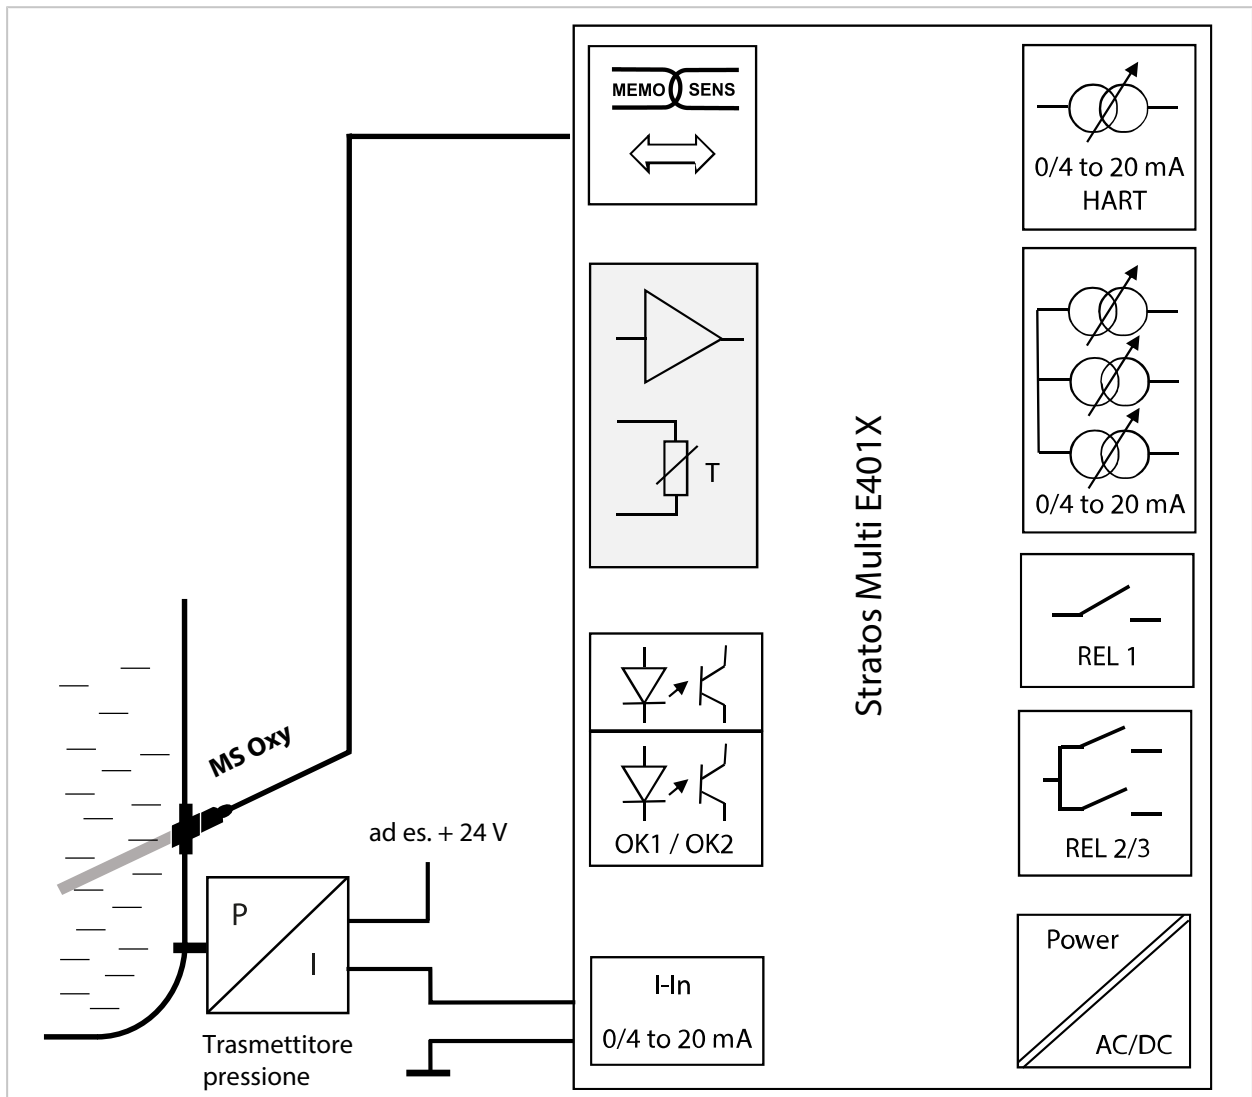 MEMO SENS
0/4 to 20 mA
HART
T
0/4 to 20 mA
Stratos Multi E401X
REL 1
OK1 / OK2
REL 2/3
MS Oxy
ad es. + 24 V
P
I
Trasmettitore
pressione
I-In
0/4 to 20 mA
Power
AC/DC